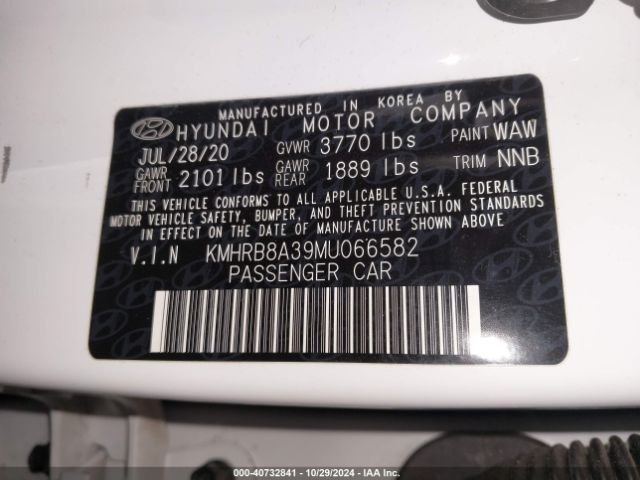 MANUFACTURED IN KOREA BY
HYUNDAI MOTOR COMPANY
JUL/28/20 GVWR 3770 lbs PAINT WAW
GAWR FRONT 2101 lbs GAWR REAR 1889 lbs TRIM NNB
THIS VEHICLE CONFORMS TO ALL APPLICABLE U.S.A. FEDERAL
MOTOR VEHICLE SAFETY, BUMPER, AND THEFT PREVENTION STANDARDS
IN EFFECT ON THE DATE OF MANUFACTURE SHOWN ABOVE.
V.I.N KMHRB8A39MU066582
PASSENGER CAR
000-40732841 - 10/29/2024 - IAA Inc.